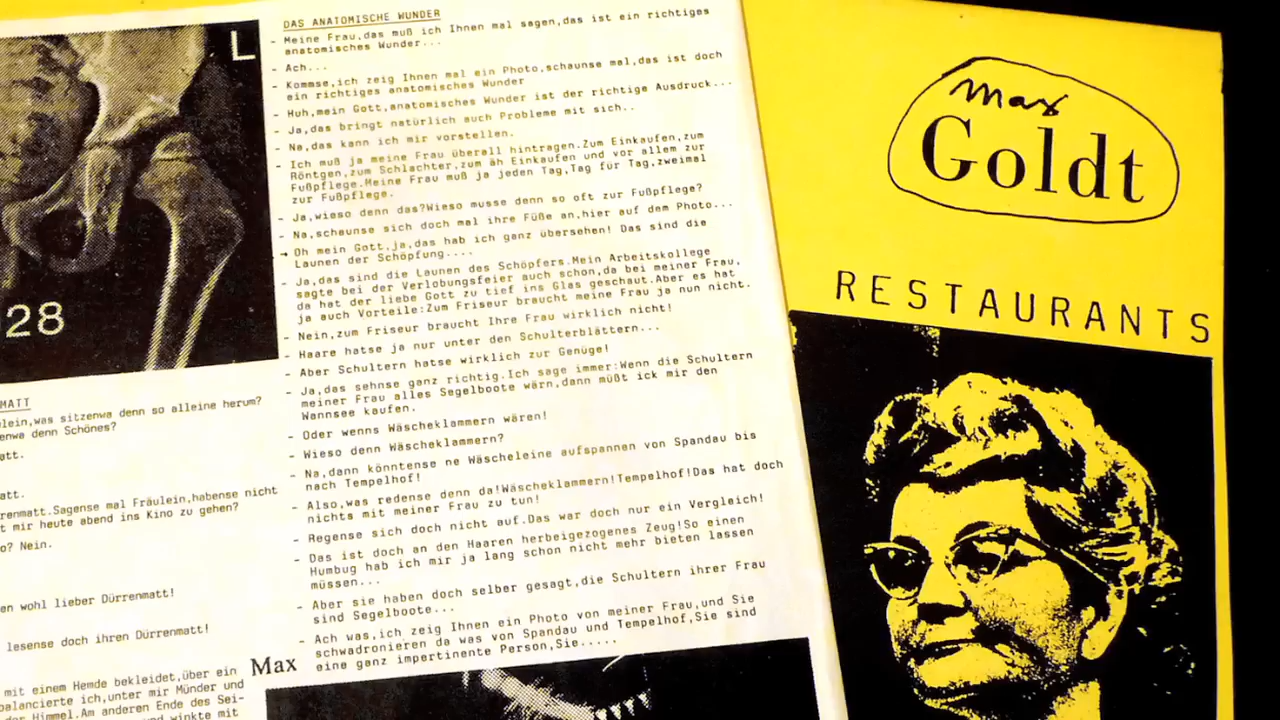 L
28
DAS ANATOMISCHE WUNDER
- Meine Frau,das muß ich Ihnen mal sagen,das ist ein richtiges
anatomisches Wunder...
- Ach...
- Kommse,ich zeig Ihnen mal ein Photo,schaunse mal,das ist doch
ein richtiges anatomisches Wunder
- Huh,mein Gott,anatomisches Wunder ist der richtige Ausdruck...
- Ja,das bringt natürlich auch Probleme mit sich..
- Na,das kann ich mir vorstellen.
- Ich muß ja meine Frau überall hintragen.Zum Einkaufen,zum
Röntgen,zum Schlachter,zum äh Einkaufen und vor allem zur
Fußpflege.Meine Frau muß ja jeden Tag,Tag für Tag,zweimal
zur Fußpflege.
- Ja,wieso denn das?Wieso musse denn so oft zur Fußpflege?
- Na,schaunse sich doch mal ihre Füße an,hier auf dem Photo...
→ Oh mein Gott,ja,das hab ich ganz übersehen! Das sind die
Launen der Schöpfung....
- Ja,das sind die Launen des Schöpfers.Mein Arbeitskollege
sagte bei der Verlobungsfeier auch schon,da bei meiner Frau,
da hat der liebe Gott zu tief ins Glas geschaut.Aber es hat
ja auch Vorteile:Zum Friseur braucht meine Frau ja nun nicht.
- Nein,zum Friseur braucht Ihre Frau wirklich nicht!
- Haare hatse ja nur unter den Schulterblättern...
- Aber Schultern hatse wirklich zur Genüge!
- Ja,das sehnse ganz richtig.Ich sage immer:Wenn die Schultern
meiner Frau alles Segelboote wärn,dann müßt ick mir den
Wannsee kaufen.
- Oder wenns Wäscheklammern wären!
- Wieso denn Wäscheklammern?
- Na,dann könntense ne Wäscheleine aufspannen von Spandau bis
nach Tempelhof!
- Also,was redense denn da!Wäscheklammern!Tempelhof!Das hat doch
nichts mit meiner Frau zu tun!
- Regense sich doch nicht auf.Das war doch nur ein Vergleich!
- Das ist doch an den Haaren herbeigezogenes Zeug!So einen
Humbug hab ich mir ja lang schon nicht mehr bieten lassen
müssen...
- Aber sie haben doch selber gesagt,die Schultern ihrer Frau
sind Segelboote...
- Ach was,ich zeig Ihnen ein Photo von meiner Frau,und Sie
schwadronieren da was von Spandau und Tempelhof,Sie sind
eine ganz impertinente Person,Sie.....
MATT
lein,was sitzenwa denn so alleine herum?
enwa denn Schönes?
att.
att.
renmatt.Sagense mal Fräulein,habense nicht
t mir heute abend ins Kino zu gehen?
o? Nein.
en wohl lieber Dürrenmatt!
lesense doch ihren Dürrenmatt!
Max
mit einem Hemde bekleidet,über ein
balancierte ich,unter mir Münder und
der Himmel.Am anderen Ende des Sei-
und winkte mit
Max
Goldt
RESTAURANTS